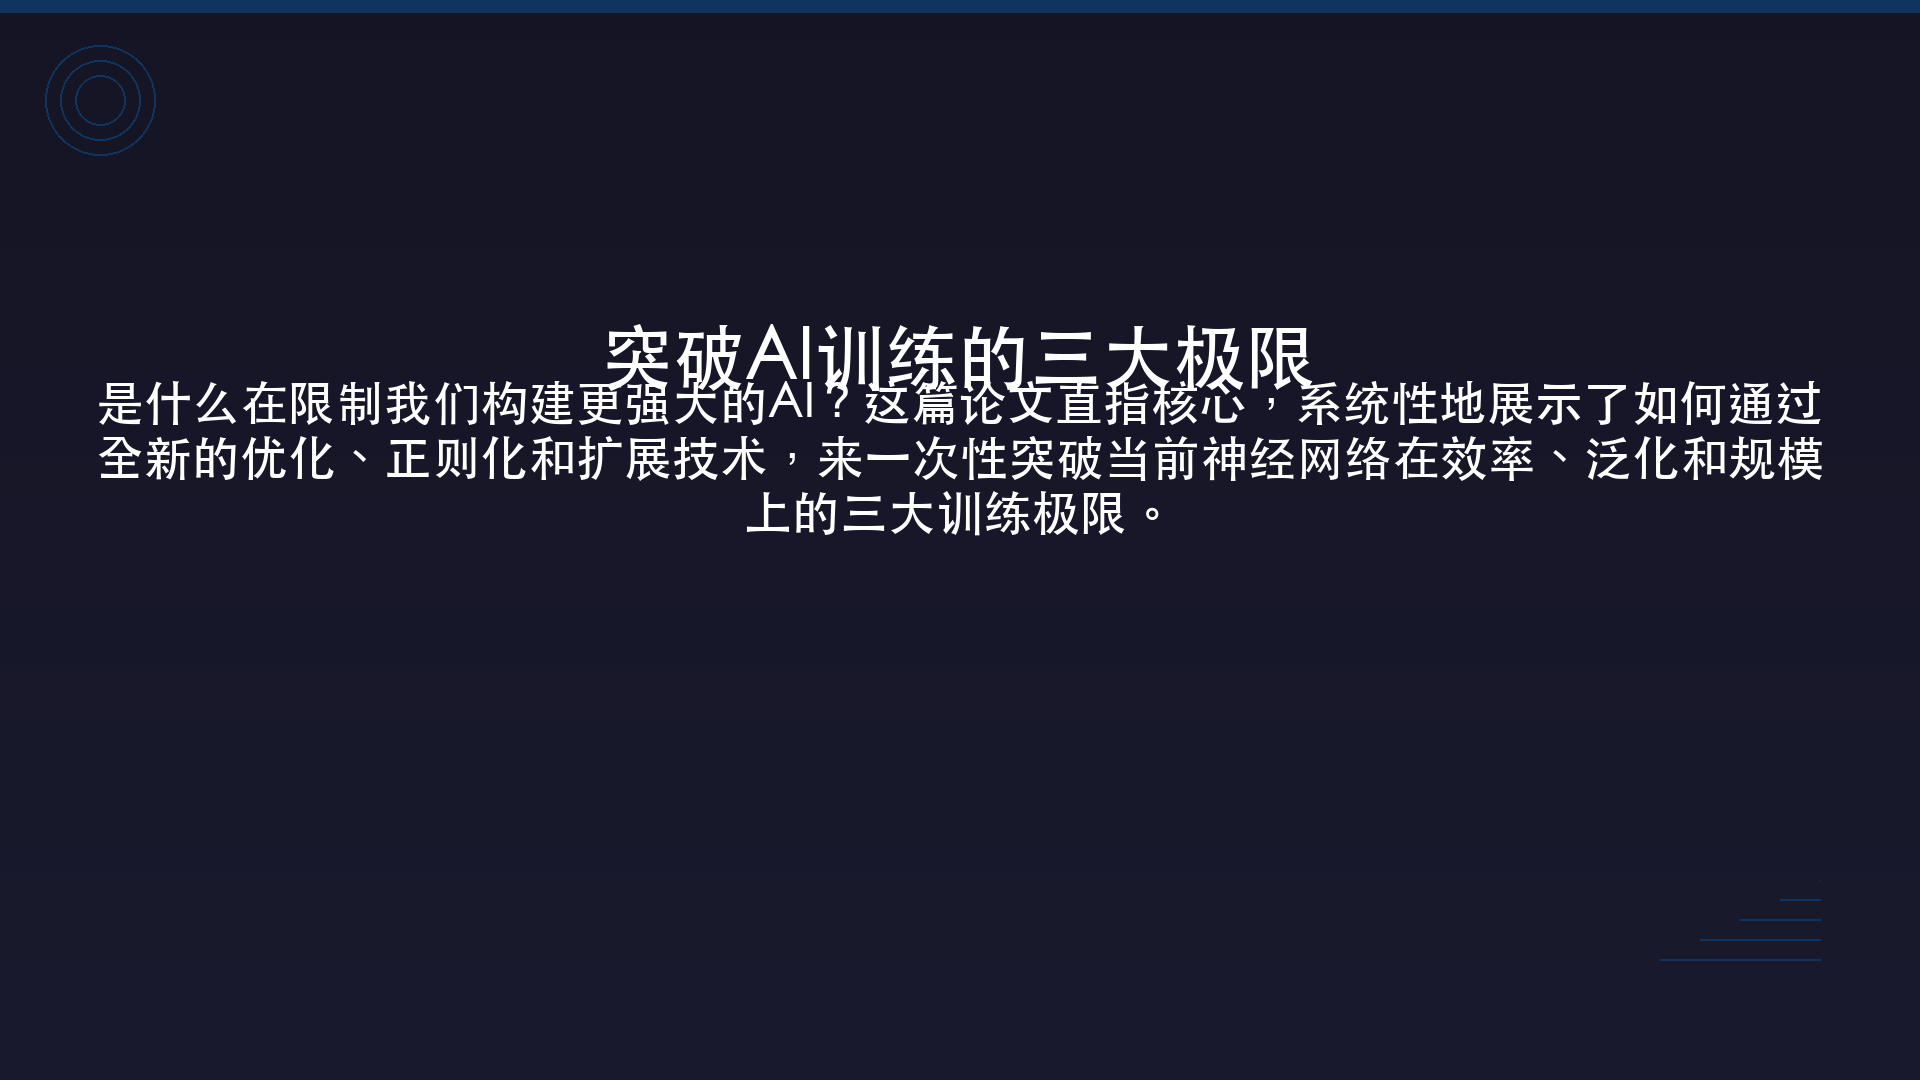 突破AI训练的三大极限
是什么在限制我们构建更强大的AI？这篇论文直指核心，系统性地展示了如何通过
全新的优化、正则化和扩展技术，来一次性突破当前神经网络在效率、泛化和规模
上的三大训练极限。